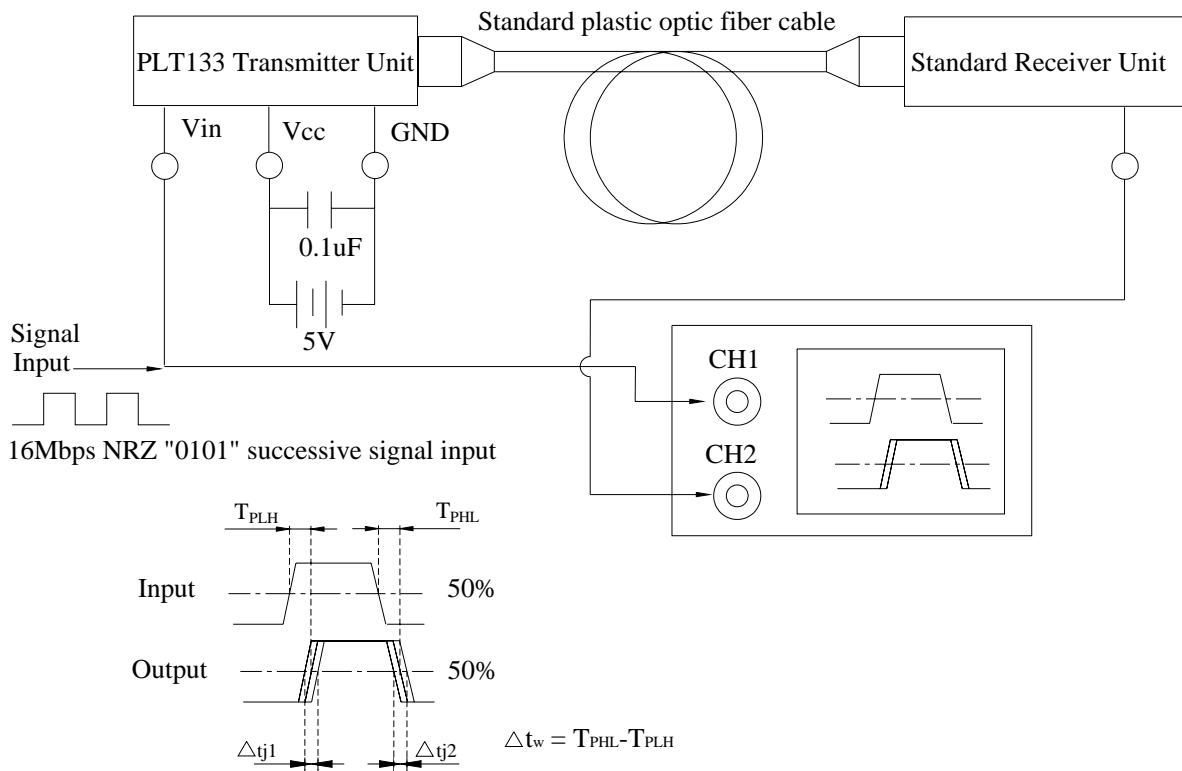 Standard plastic optic fiber cable
PLT133 Transmitter Unit
Standard Receiver Unit
Vin
Vcc
GND
0.1uF
5V
Signal
Input
16Mbps NRZ "0101" successive signal input
CH1
CH2
TPLH
TPHL
Input
50%
Output
50%
△tj1
△tj2
△tw = TPHL-TPLH